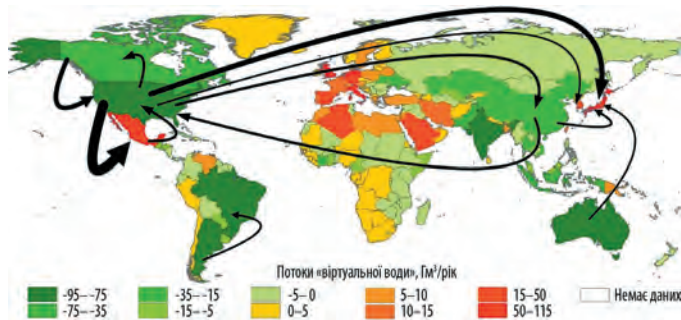 Потоки «віртуальної води», Гм³/рік
-95– -75 -35– -15 -5– 0 5–10 15–50 Немає даних
-75– -35 -15– -5 0–5 10–15 50–115